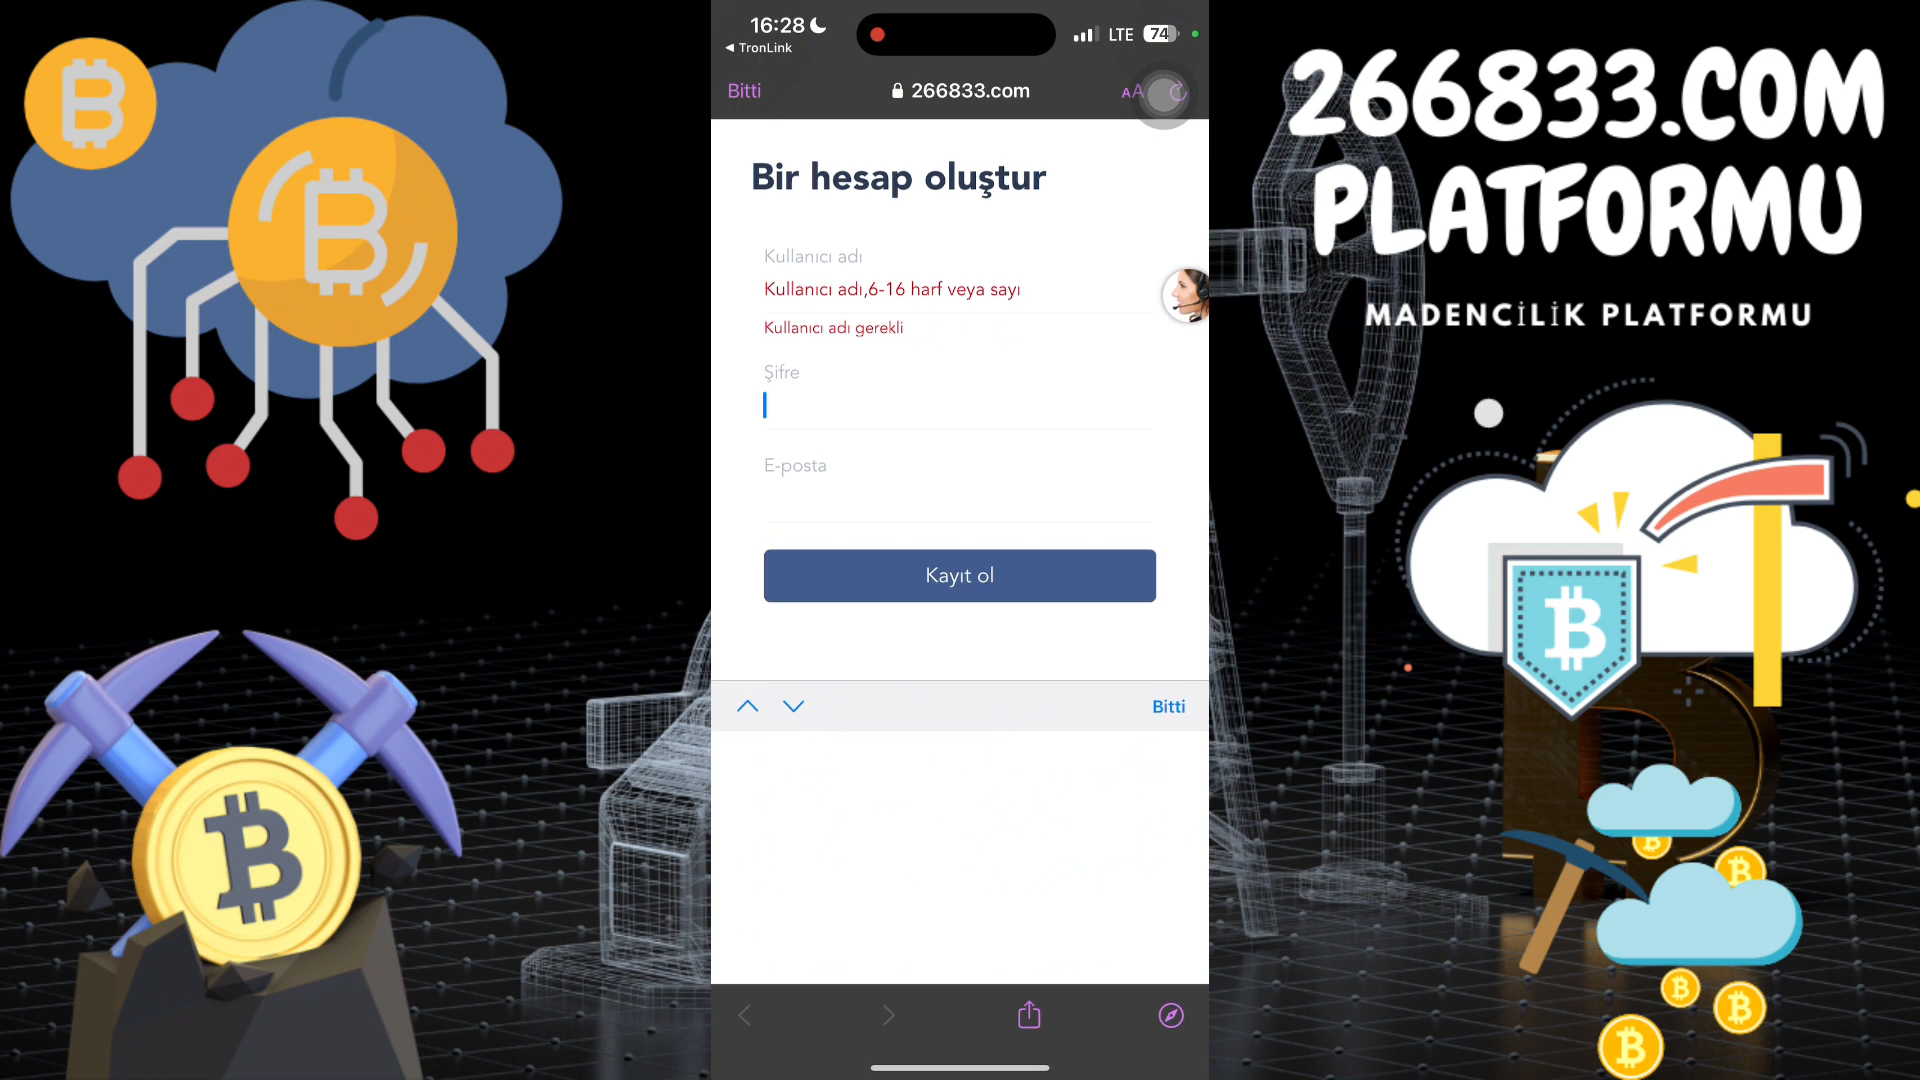 16:28
◀ TronLink
LTE
74
Bitti
266833.com
AA
Bir hesap oluştur
Kullanıcı adı
Kullanıcı adı,6-16 harf veya sayı
Kullanıcı adı gerekli
Şifre
E-posta
Kayıt ol
Bitti
266833.COM
PLATFORMU
MADENCİLİK PLATFORMU